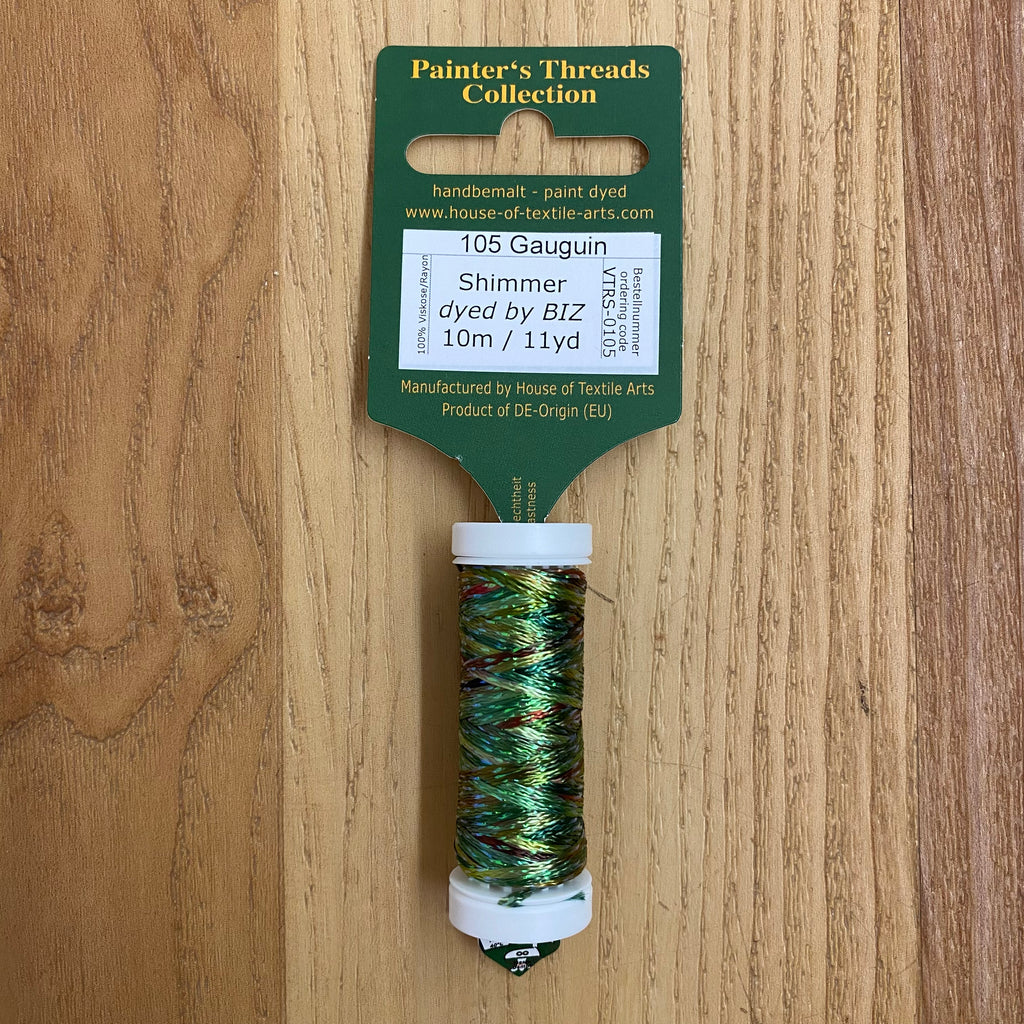 Painter‘s Threads
Collection
handbemalt - paint dyed
www.house-of-textile-arts.com
105 Gauguin
100% Viskose/Rayon
Shimmer
dyed by BIZ
10m / 11yd
Bestellnummer
ordering code
VTRS-0105
Manufactured by House of Textile Arts
Product of DE-Origin (EU)
echtheit
astness